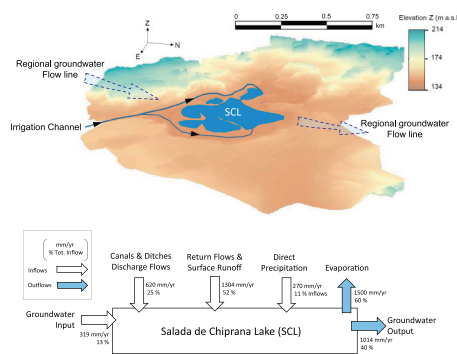 Z
N
E
0 0.25 0.50 0.75
km
Elevation Z (m a.s.l.)
214
174
134
Regional groundwater
Flow line
SCL
Irrigation Channel
Regional groundwater
Flow line
mm/yr
% Tot. Inflow
Inflows
Outflows
Canals & Ditches
Discharge Flows
620 mm/yr
25 %
Return Flows &
Surface Runoff
1304 mm/yr
52 %
Direct
Precipitation
270 mm/yr
11 % Inflows
Evaporation
1500 mm/yr
60 %
Groundwater
Input
319 mm/yr
13 %
Salada de Chiprana Lake (SCL)
Groundwater
Output
1014 mm/yr
40 %